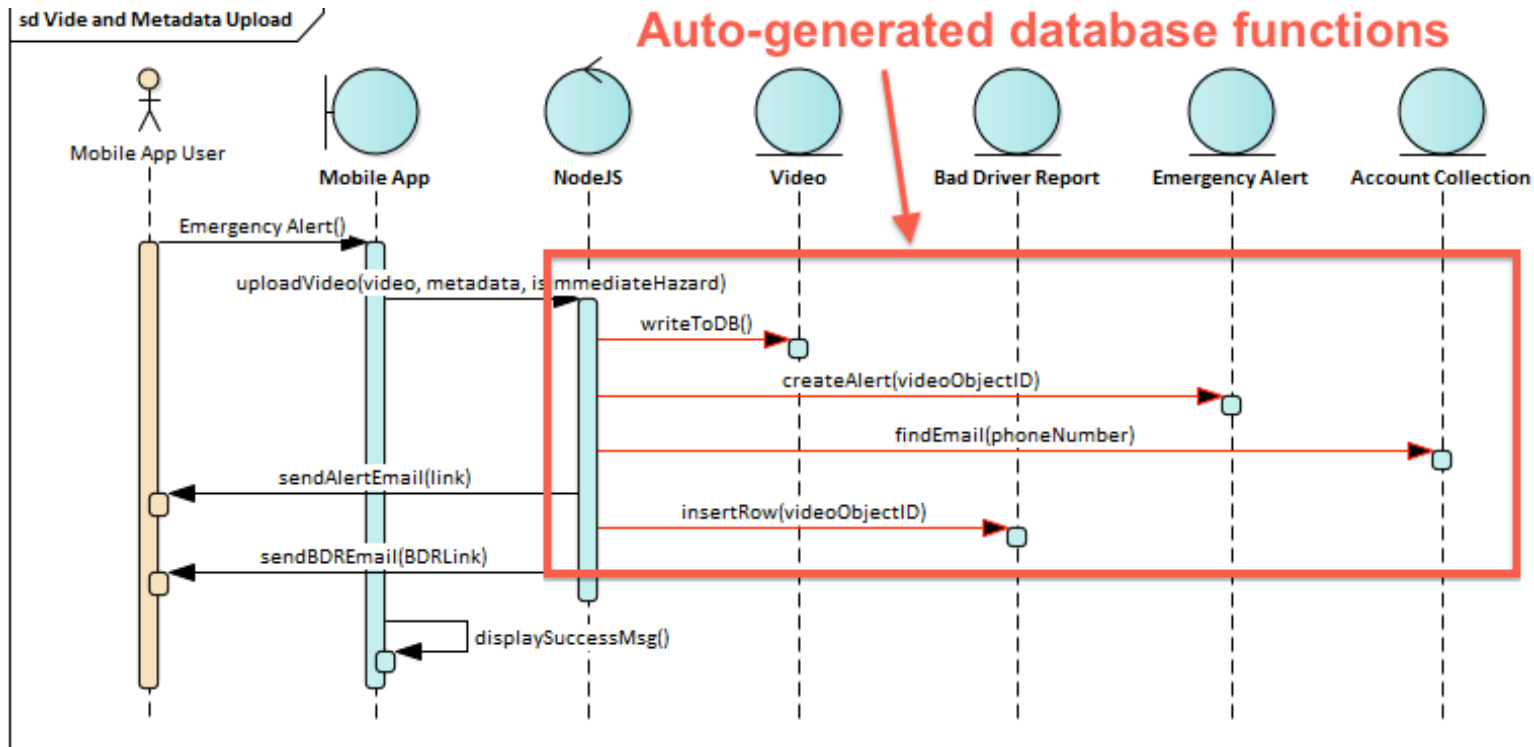 sd Vide and Metadata Upload
Auto-generated database functions
Mobile App User
Mobile App
NodeJS
Video
Bad Driver Report
Emergency Alert
Account Collection
Emergency Alert()
uploadVideo(video, metadata, isImmediateHazard)
writeToDB()
createAlert(videoObjectID)
findEmail(phoneNumber)
sendAlertEmail(link)
insertRow(videoObjectID)
sendBDREmail(BDRLink)
displaySuccessMsg()